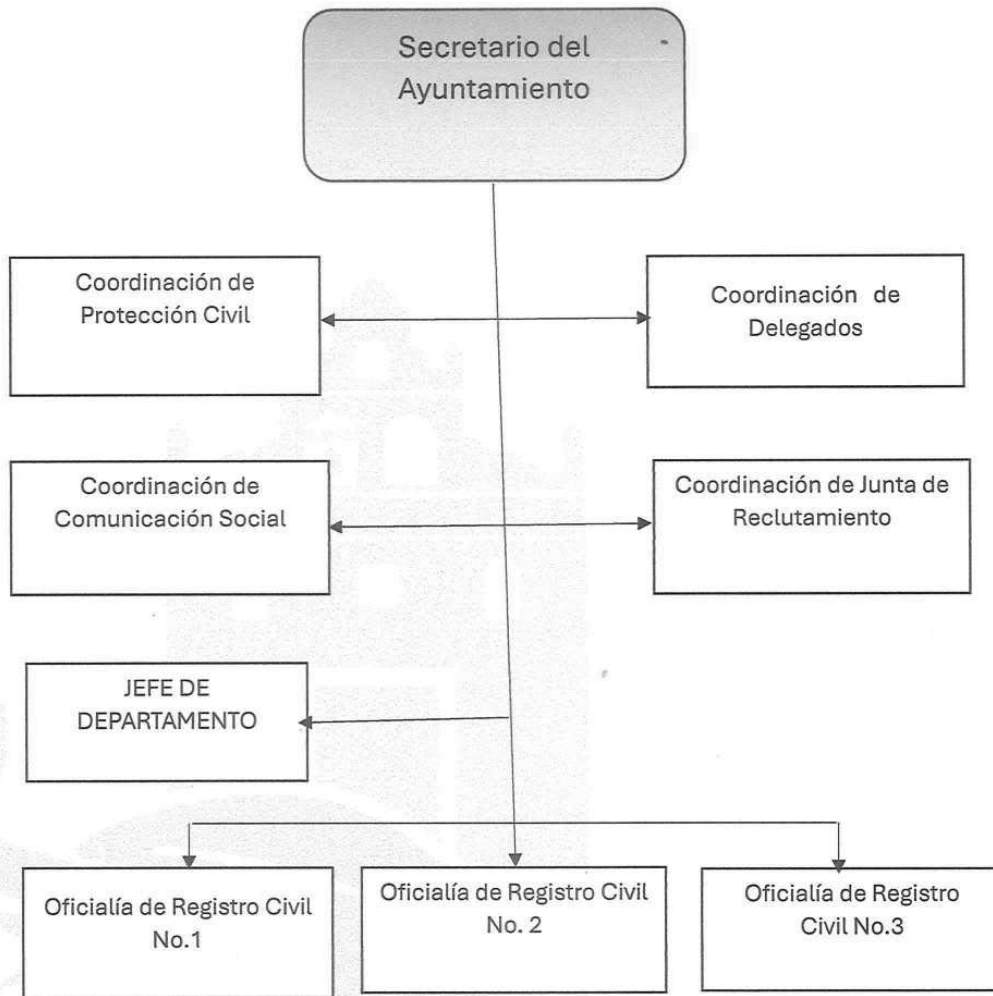 Secretario del
Ayuntamiento
Coordinación de
Protección Civil
Coordinación de
Delegados
Coordinación de
Comunicación Social
Coordinación de Junta de
Reclutamiento
JEFE DE
DEPARTAMENTO
Oficialía de Registro Civil
No.1
Oficialía de Registro Civil
No. 2
Oficialía de Registro
Civil No.3